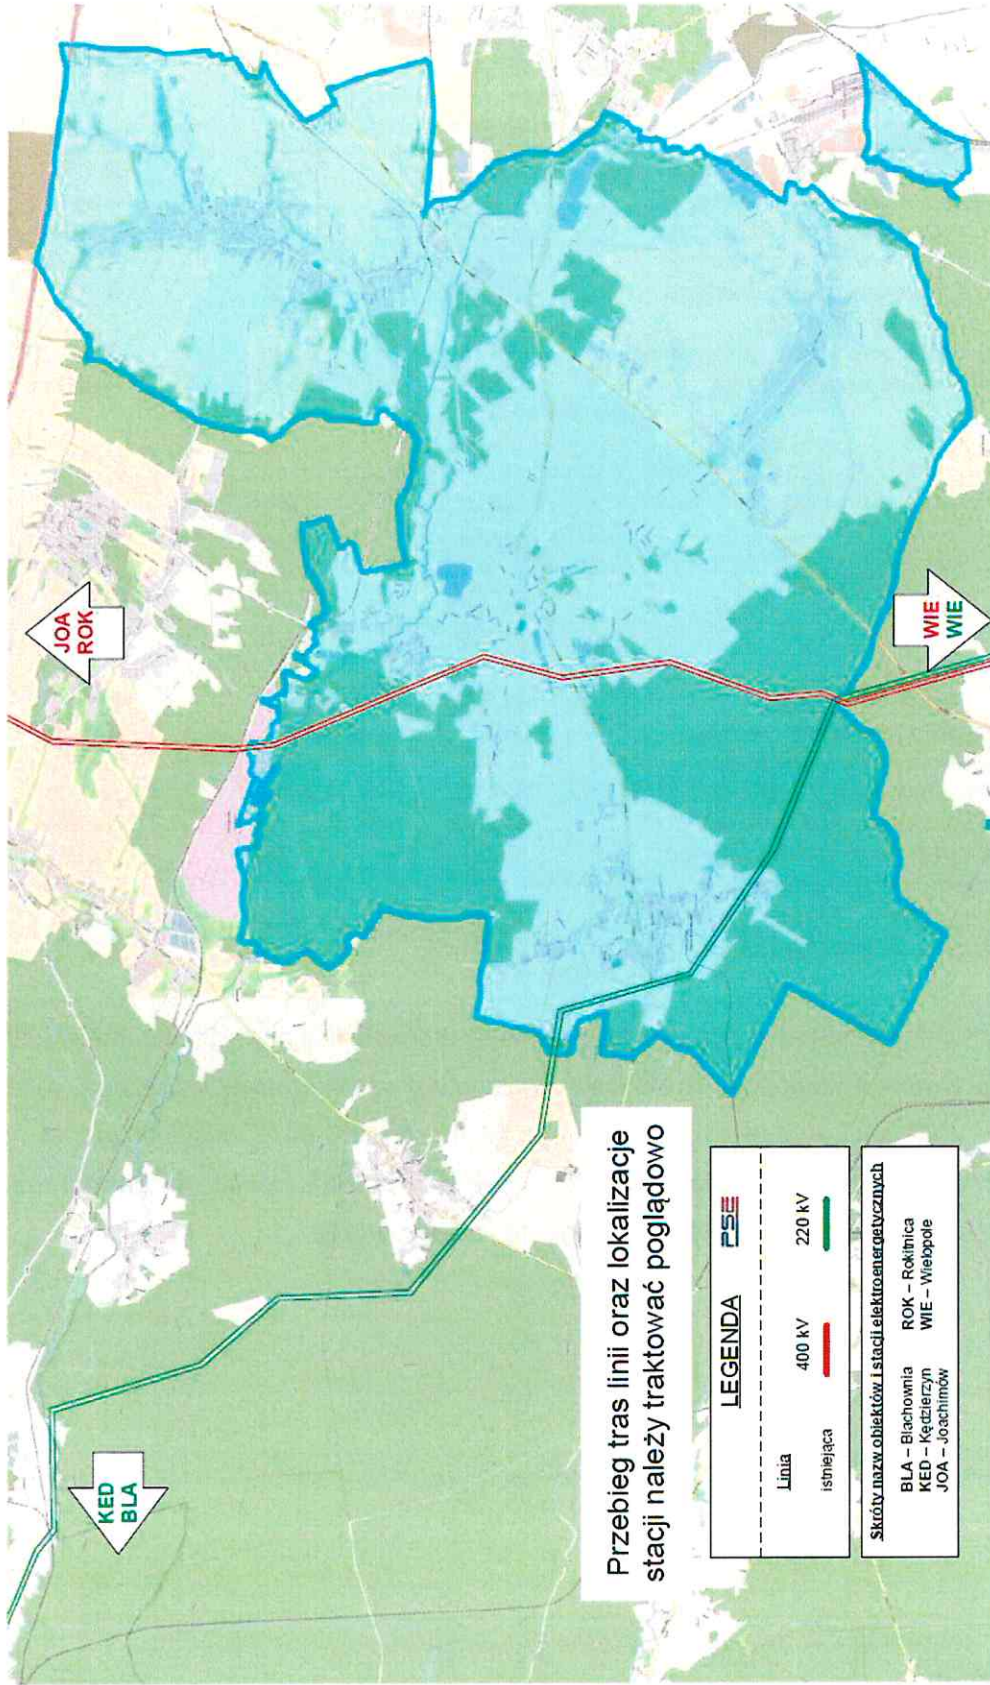 JOA
ROK
WIE
WIE
KED
BLA
Przebieg tras linii oraz lokalizacje
stacji należy traktować poglądowo
LEGENDA PSE
Linia
istniejąca 400 kV 220 kV
Skróty nazw obiektów i stacji elektroenergetycznych
BLA – Blachownia ROK – Rokitnica
KED – Kędzierzyn WIE – Wielopole
JOA – Joachimów